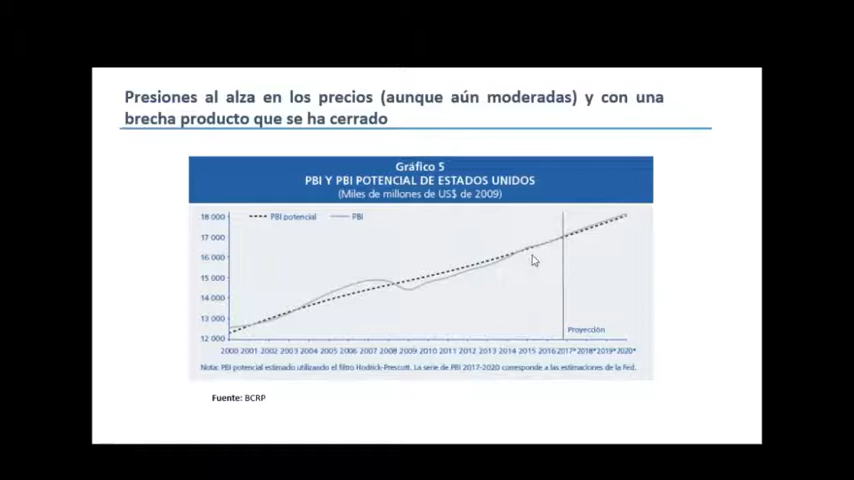 Presiones al alza en los precios (aunque aún moderadas) y con una
brecha producto que se ha cerrado
Gráfico 5
PBI Y PBI POTENCIAL DE ESTADOS UNIDOS
(Miles de millones de US$ de 2009)
PBI potencial PBI
18 000
17 000
16 000
15 000
14 000
13 000
12 000
Proyección
2000 2001 2002 2003 2004 2005 2006 2007 2008 2009 2010 2011 2012 2013 2014 2015 2016 2017* 2018* 2019* 2020*
Nota: PBI potencial estimado utilizando el filtro Hodrick-Prescott. La serie de PBI 2017-2020 corresponde a las estimaciones de la Fed.
Fuente: BCRP